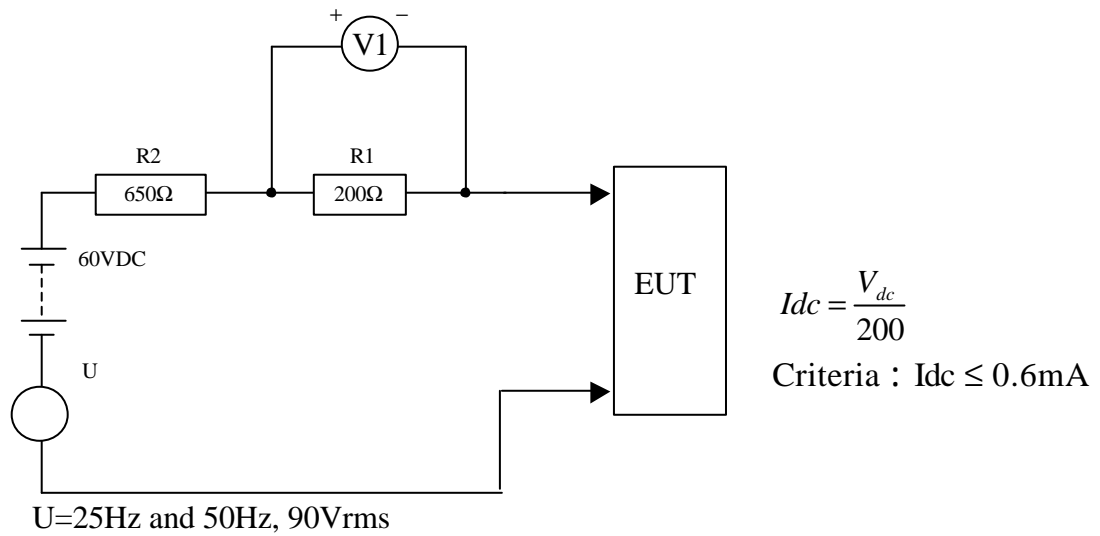 + −
V1
R2 R1
650Ω 200Ω
60VDC
EUT
Idc = V_dc / 200
U
Criteria : Idc ≤ 0.6mA
U=25Hz and 50Hz, 90Vrms